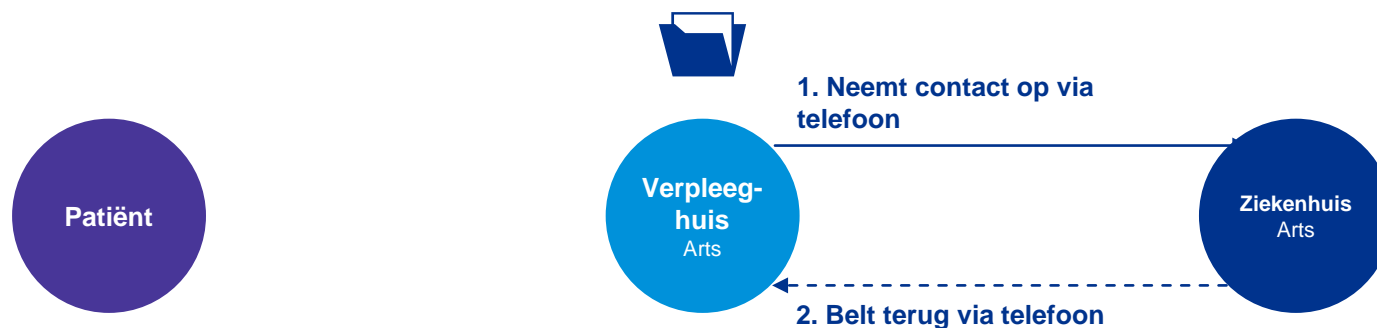 1. Neemt contact op via
telefoon
Patiënt
Verpleeg-
huis
Arts
Ziekenhuis
Arts
2. Belt terug via telefoon